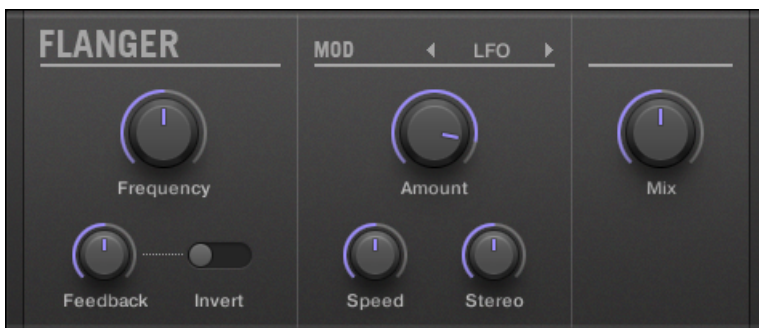 FLANGER
MOD
LFO
Frequency
Amount
Mix
Feedback
Invert
Speed
Stereo